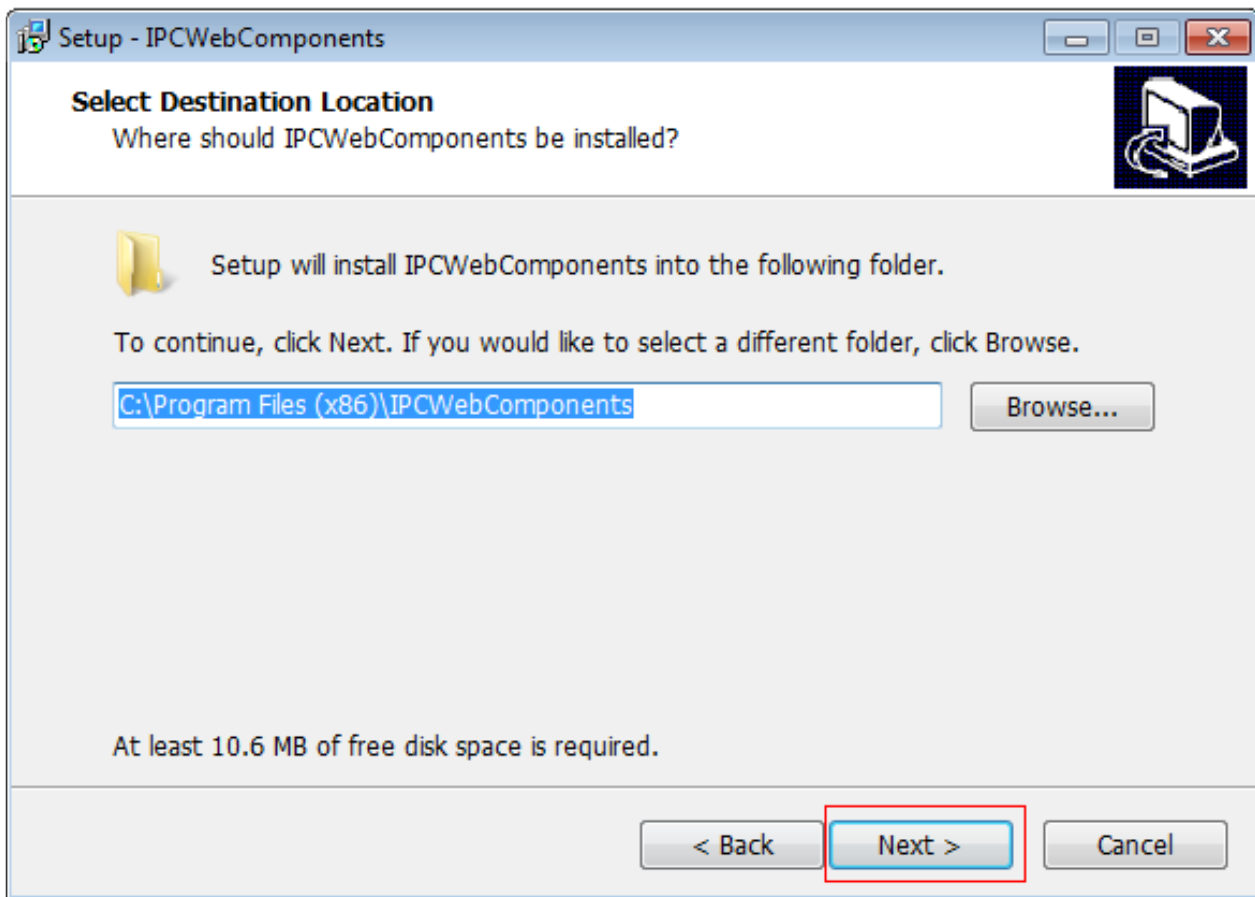 Setup - IPCWebComponents
Select Destination Location
Where should IPCWebComponents be installed?
Setup will install IPCWebComponents into the following folder.
To continue, click Next. If you would like to select a different folder, click Browse.
C:\Program Files (x86)\IPCWebComponents
Browse...
At least 10.6 MB of free disk space is required.
< Back
Next >
Cancel